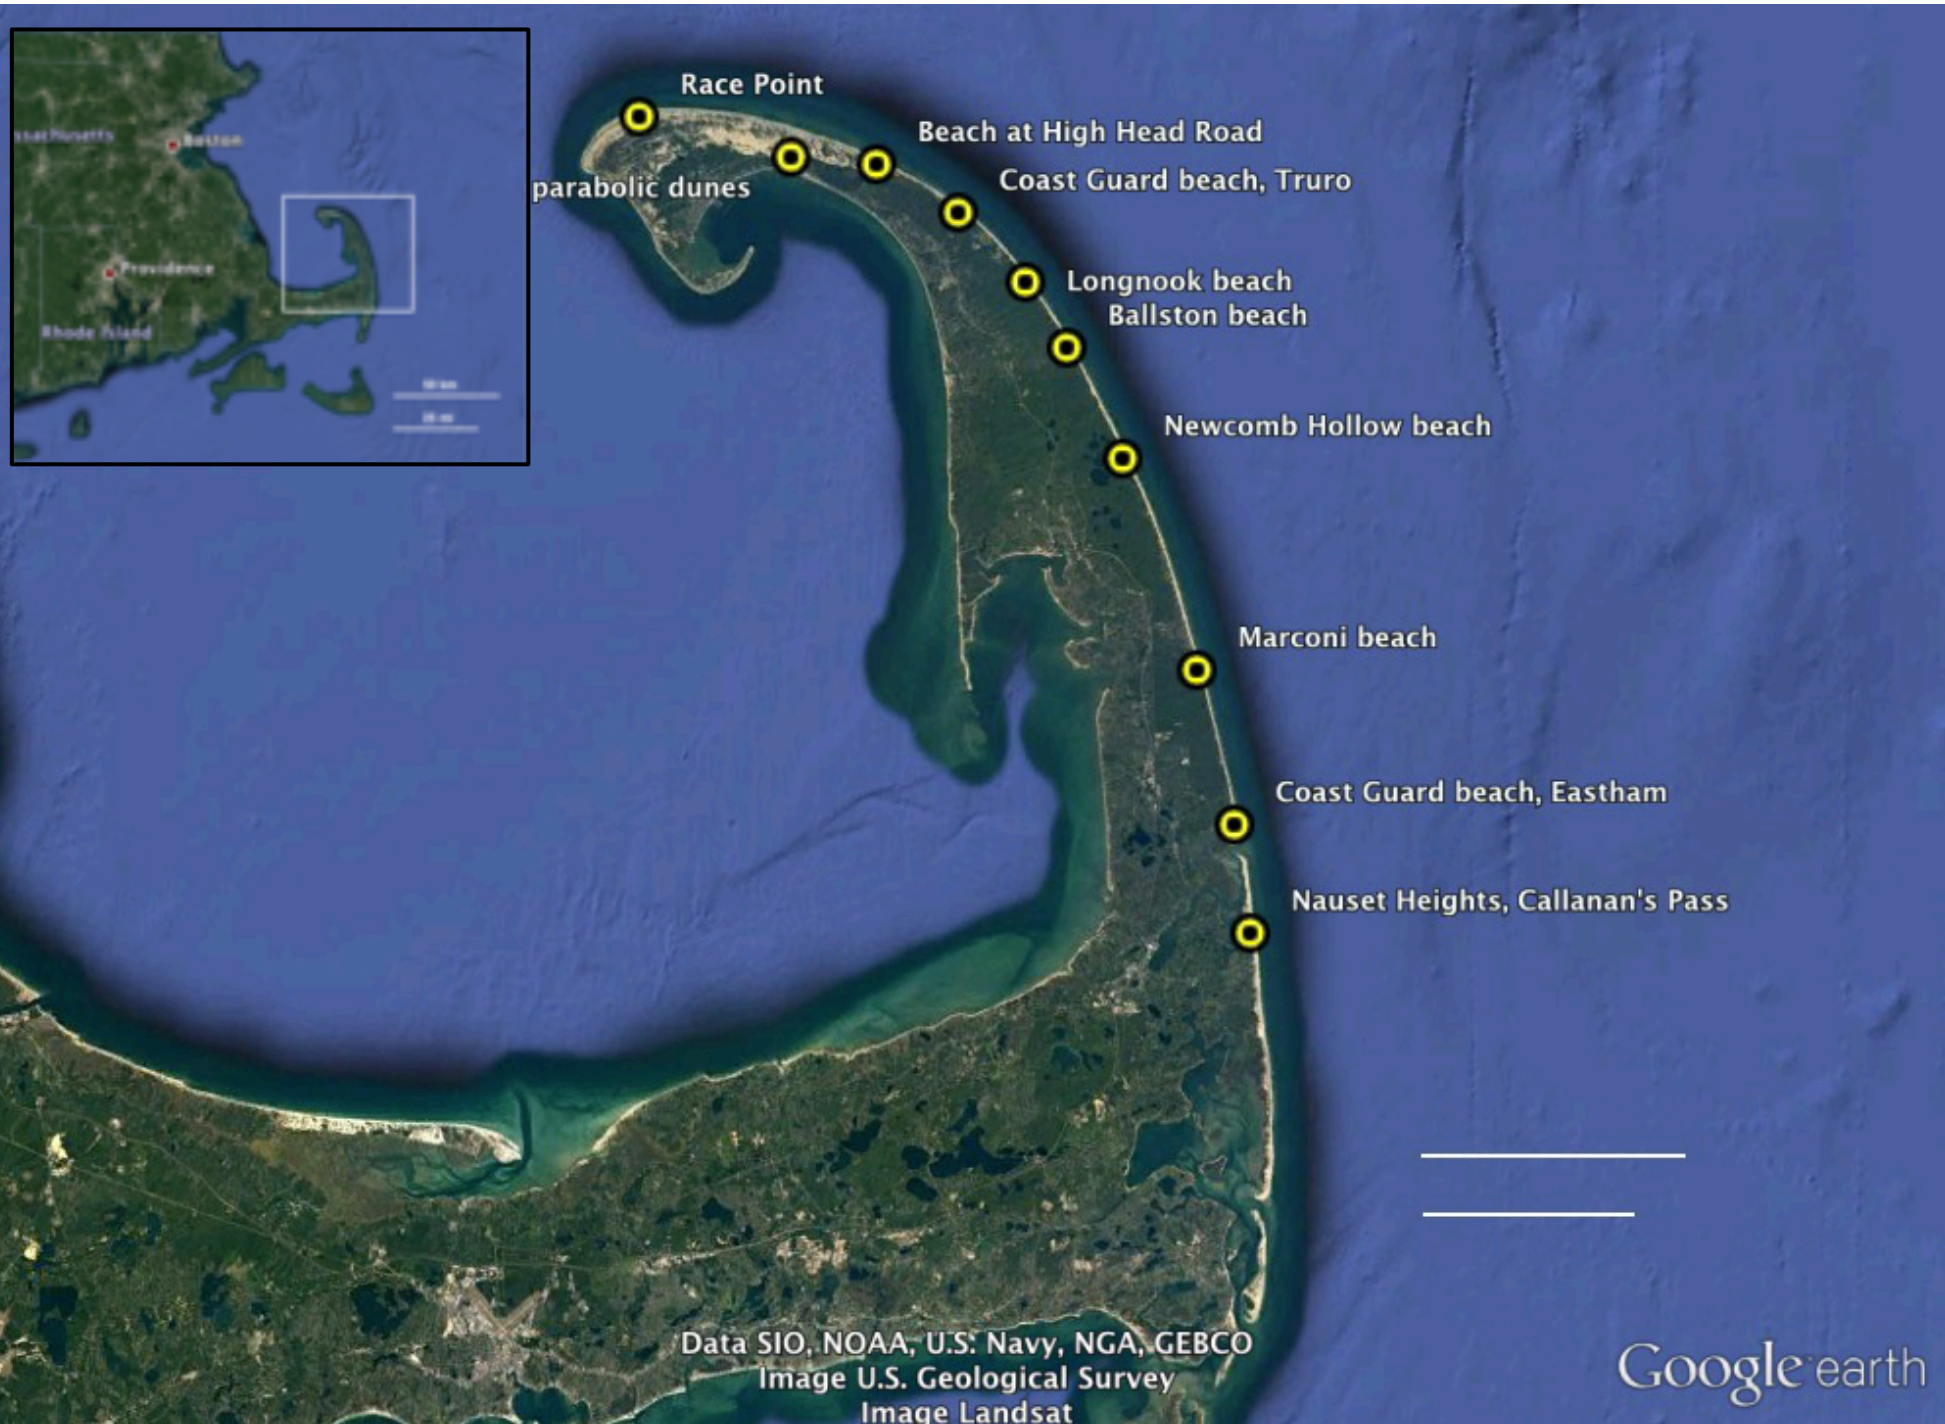 Race Point
Beach at High Head Road
Coast Guard beach, Truro
parabolic dunes
Longnook beach
Ballston beach
Newcomb Hollow beach
Marconi beach
Coast Guard beach, Eastham
Nauset Heights, Callanan's Pass
ssachusetts
Boston
Providence
Rhode Island
Data SIO, NOAA, U.S. Navy, NGA, GEBCO
Image U.S. Geological Survey
Image Landsat
Google earth